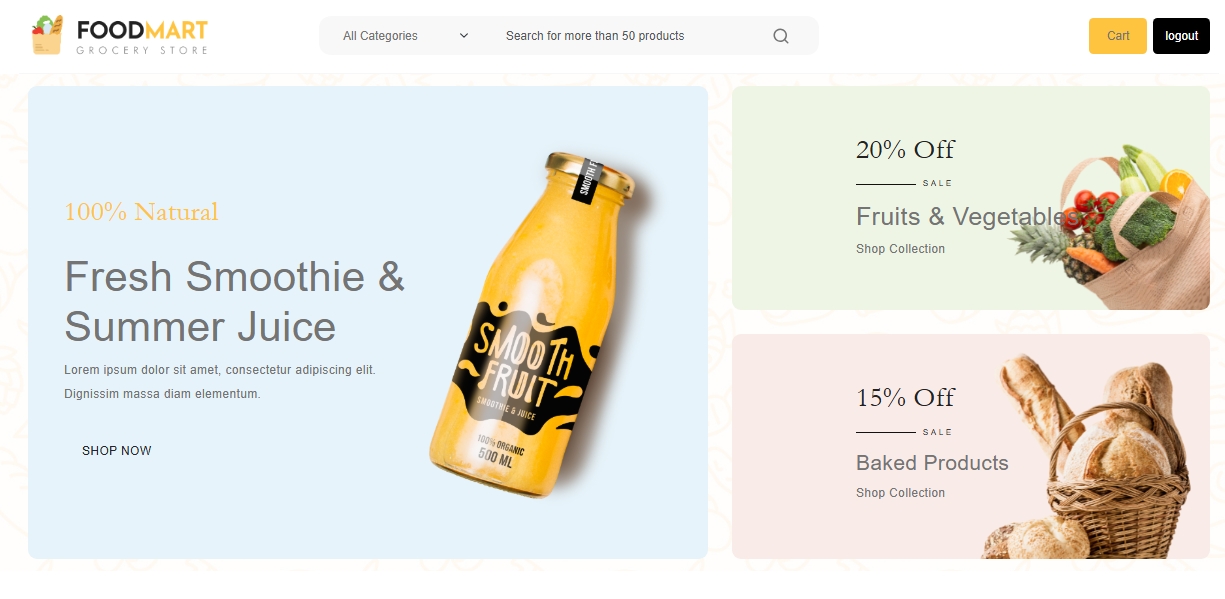 FOODMART
GROCERY STORE
All Categories
Search for more than 50 products
Cart
logout
100% Natural
Fresh Smoothie &
Summer Juice
Lorem ipsum dolor sit amet, consectetur adipiscing elit.
Dignissim massa diam elementum.
SHOP NOW
SMOOTH F
SMOOTH
FRUIT
SMOOTHIE & JUICE
100% ORGANIC
500 ML
20% Off
SALE
Fruits & Vegetables
Shop Collection
15% Off
SALE
Baked Products
Shop Collection